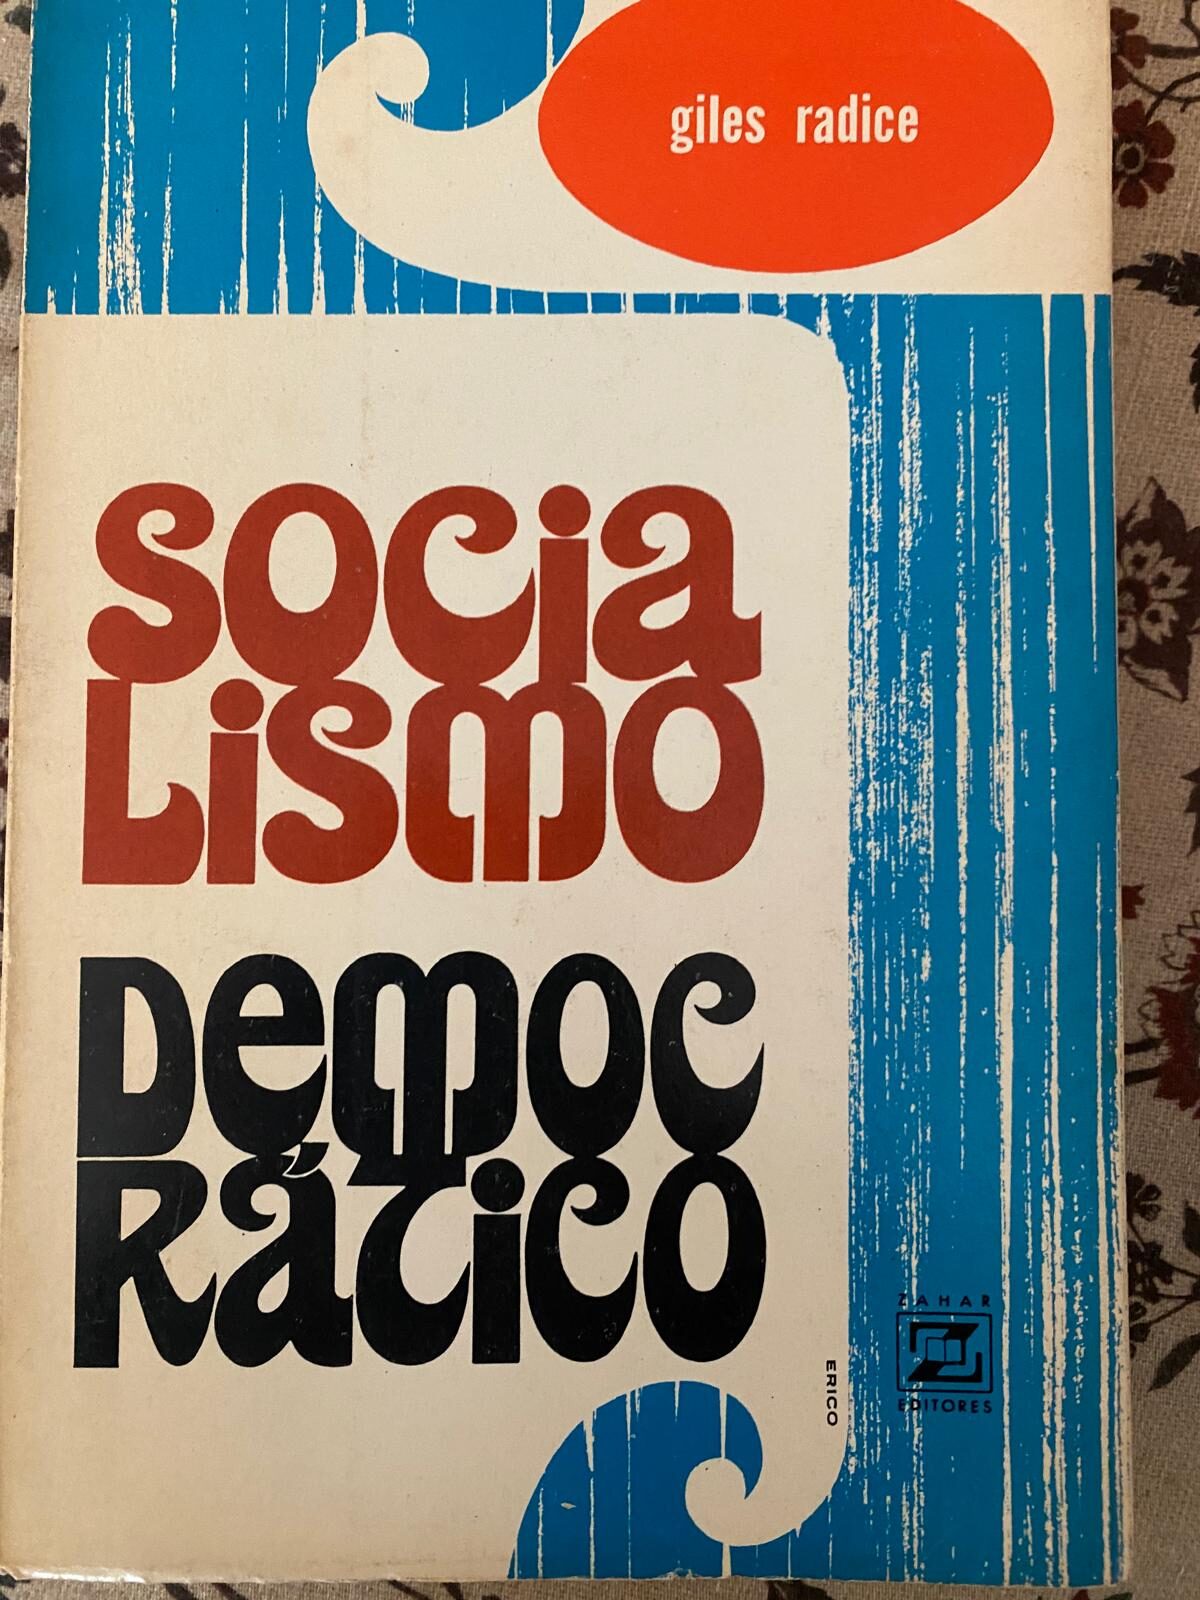 giles radice
socia
Lismo
Democ
Rático
ERICO
ZAHAR
EDITORES